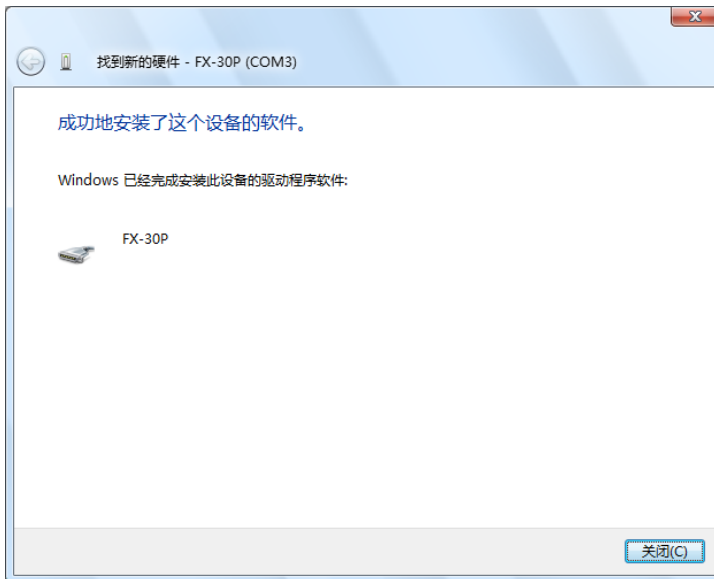 找到新的硬件 - FX-30P (COM3)
成功地安装了这个设备的软件。
Windows 已经完成安装此设备的驱动程序软件:
FX-30P
关闭(C)